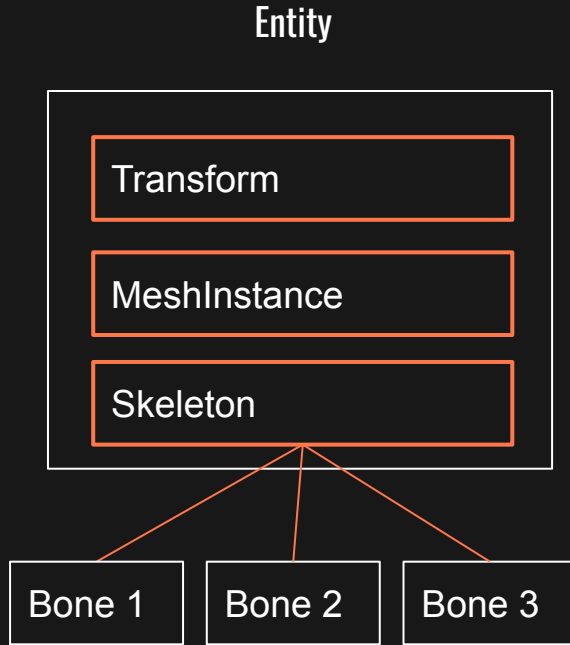 Entity
Transform
MeshInstance
Skeleton
Bone 1
Bone 2
Bone 3